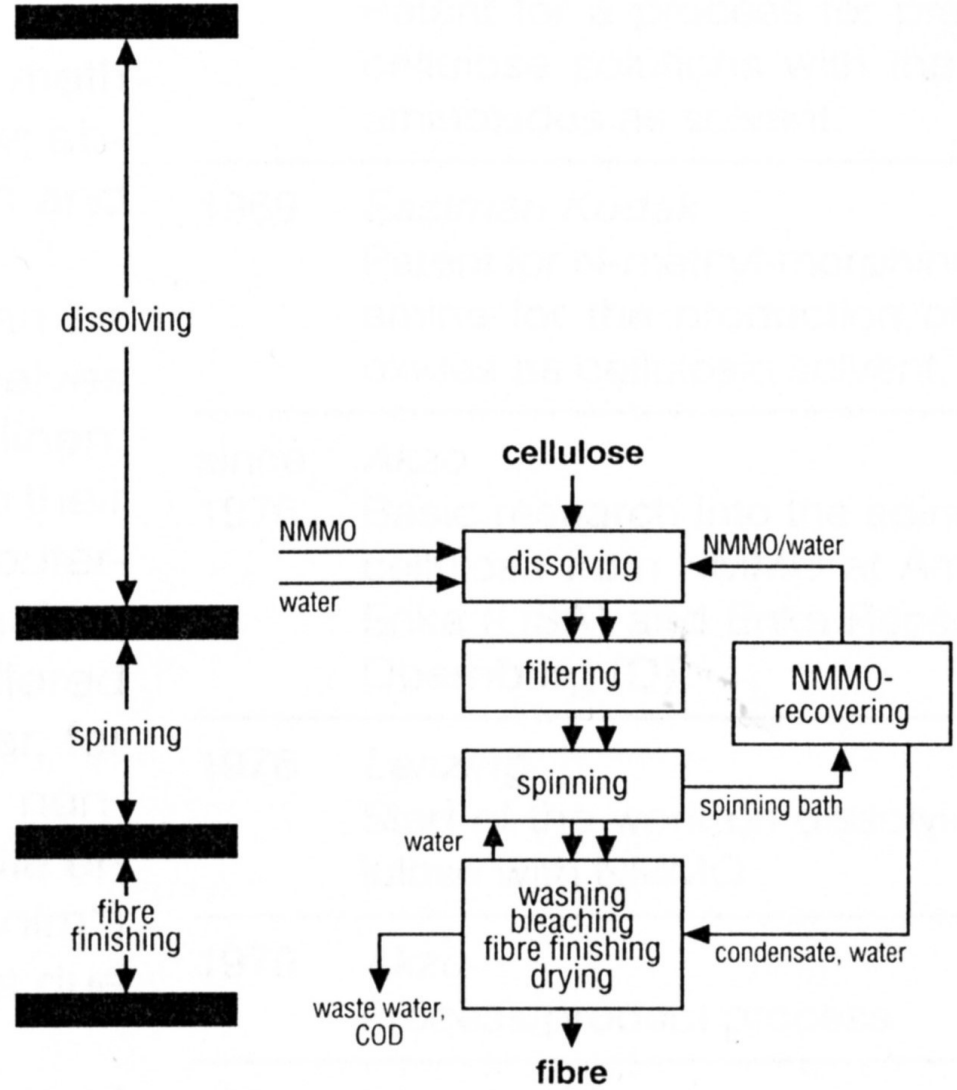 dissolving
spinning
fibre
finishing
cellulose
NMMO
water
dissolving
NMMO/water
filtering
NMMO-
recovering
spinning
spinning bath
water
washing
bleaching
fibre finishing
drying
condensate, water
waste water,
COD
fibre